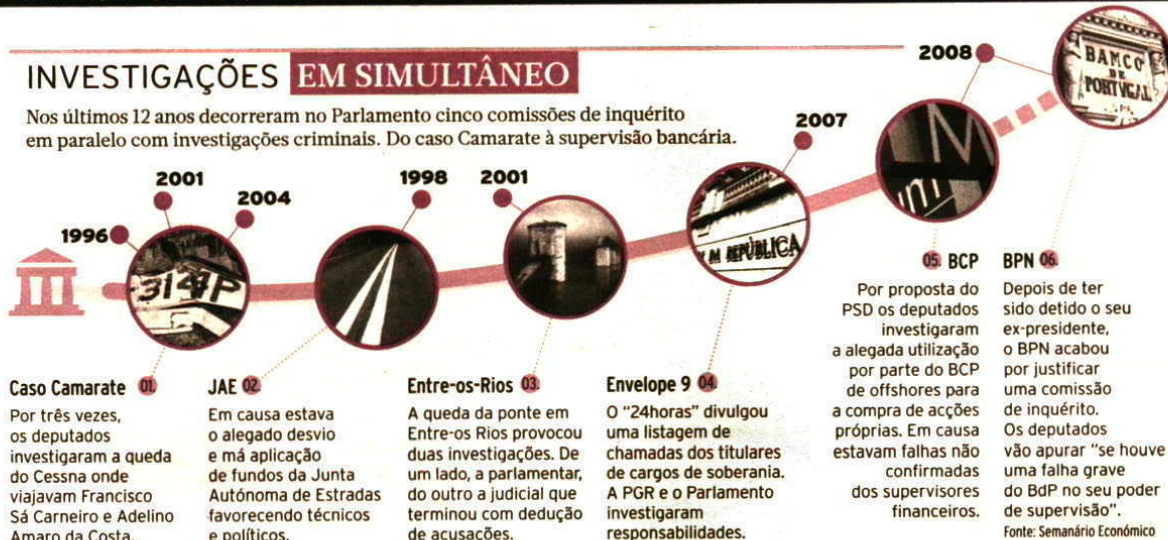 INVESTIGAÇÕES EM SIMULTÂNEO
Nos últimos 12 anos decorreram no Parlamento cinco comissões de inquérito
em paralelo com investigações criminais. Do caso Camarate à supervisão bancária.
1996
2001
2004
1998
2001
2007
2008
314P
M
um
REPÚBLICA
BANCO
DE
PORTVGAL
Caso Camarate 01.
Por três vezes,
os deputados
investigaram a queda
do Cessna onde
viajavam Francisco
Sá Carneiro e Adelino
Amaro da Costa.
JAE 02.
Em causa estava
o alegado desvio
e má aplicação
de fundos da Junta
Autónoma de Estradas
favorecendo técnicos
e políticos.
Entre-os-Rios 03.
A queda da ponte em
Entre-os Rios provocou
duas investigações. De
um lado, a parlamentar,
do outro a judicial que
terminou com dedução
de acusações.
Envelope 9 04.
O "24horas" divulgou
uma listagem de
chamadas dos titulares
de cargos de soberania.
A PGR e o Parlamento
investigaram
responsabilidades.
05. BCP
Por proposta do
PSD os deputados
investigaram
a alegada utilização
por parte do BCP
de offshores para
a compra de acções
próprias. Em causa
estavam falhas não
confirmadas
dos supervisores
financeiros.
BPN 06.
Depois de ter
sido detido o seu
ex-presidente,
o BPN acabou
por justificar
uma comissão
de inquérito.
Os deputados
vão apurar "se houve
uma falha grave
do BdP no seu poder
de supervisão".
Fonte: Semanário Económico